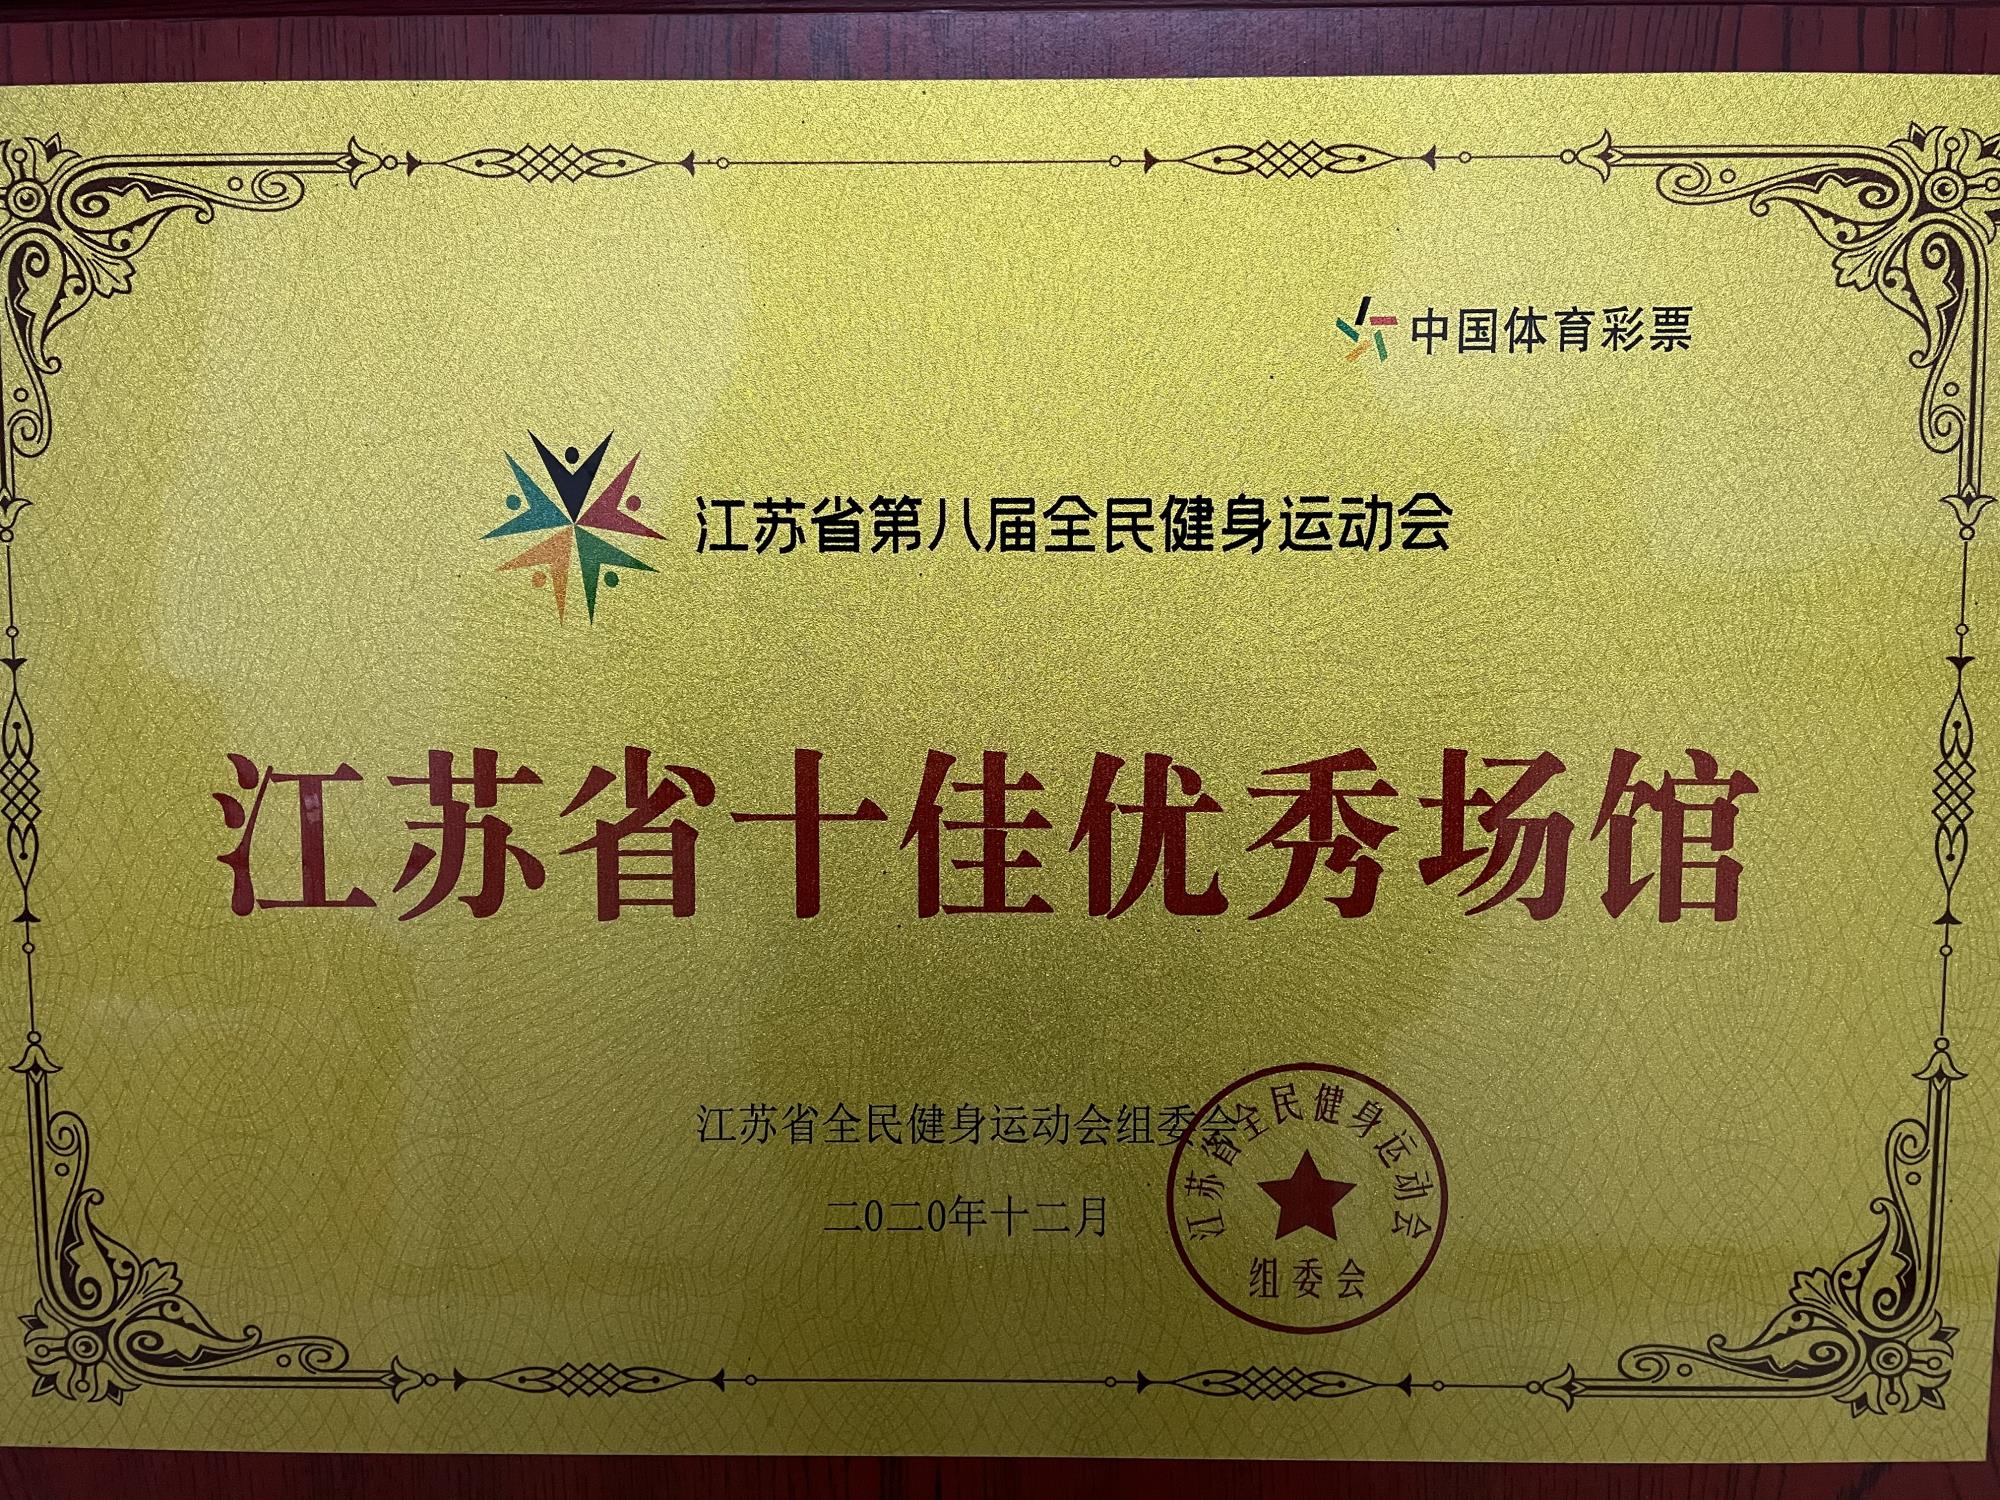 中国体育彩票
江苏省第八届全民健身运动会
江苏省十佳优秀场馆
江苏省全民健身运动会组委会
二0二0年十二月
江苏省全民健身运动会
组委会